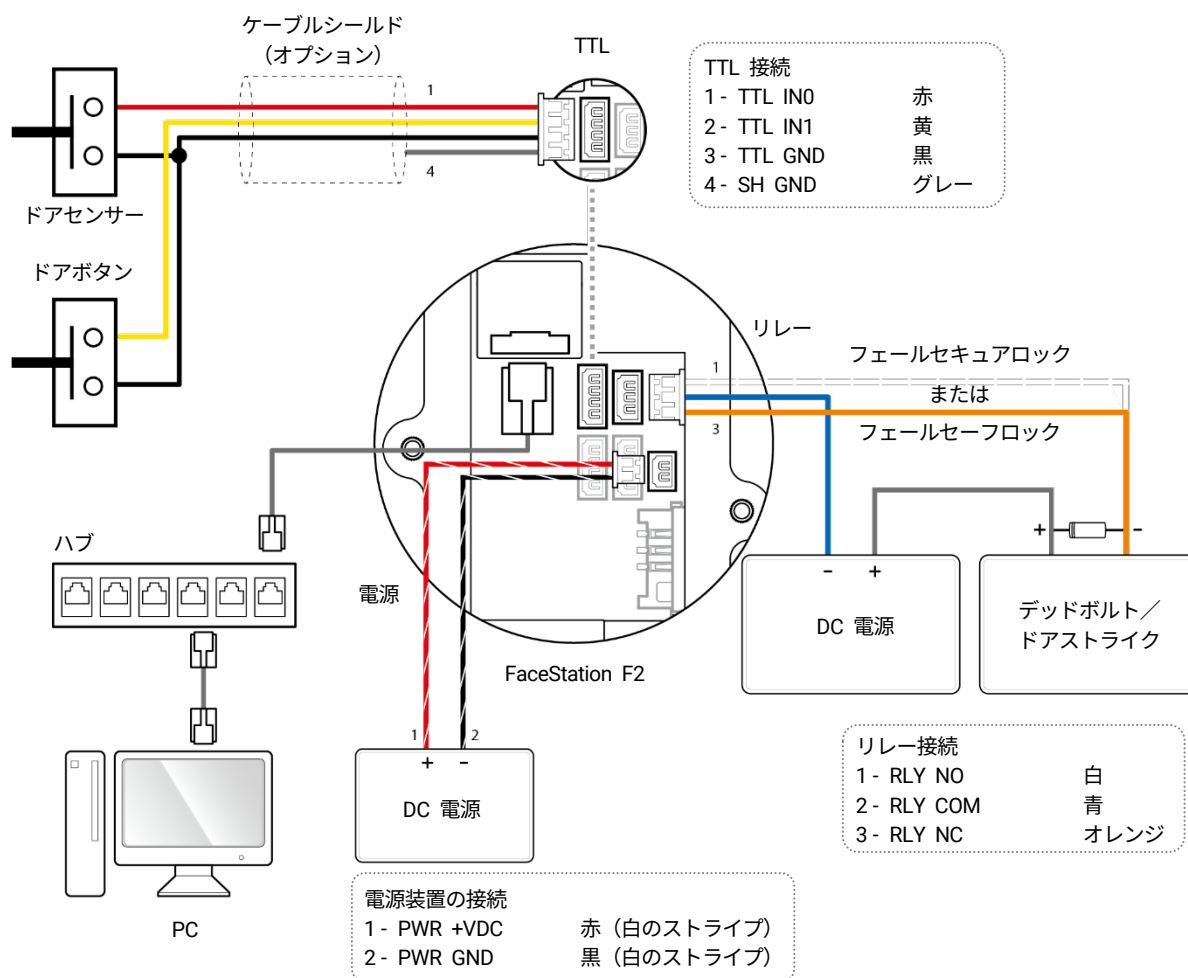 ケーブルシールド
（オプション）
TTL
1
4
TTL 接続
1 - TTL IN0 赤
2 - TTL IN1 黄
3 - TTL GND 黒
4 - SH GND グレー
ドアセンサー
ドアボタン
リレー
1
フェールセキュアロック
または
3
フェールセーフロック
ハブ
電源
+ -
- +
DC 電源
デッドボルト／
ドアストライク
FaceStation F2
1 2
+ -
DC 電源
PC
リレー接続
1 - RLY NO 白
2 - RLY COM 青
3 - RLY NC オレンジ
電源装置の接続
1 - PWR +VDC 赤（白のストライプ）
2 - PWR GND 黒（白のストライプ）